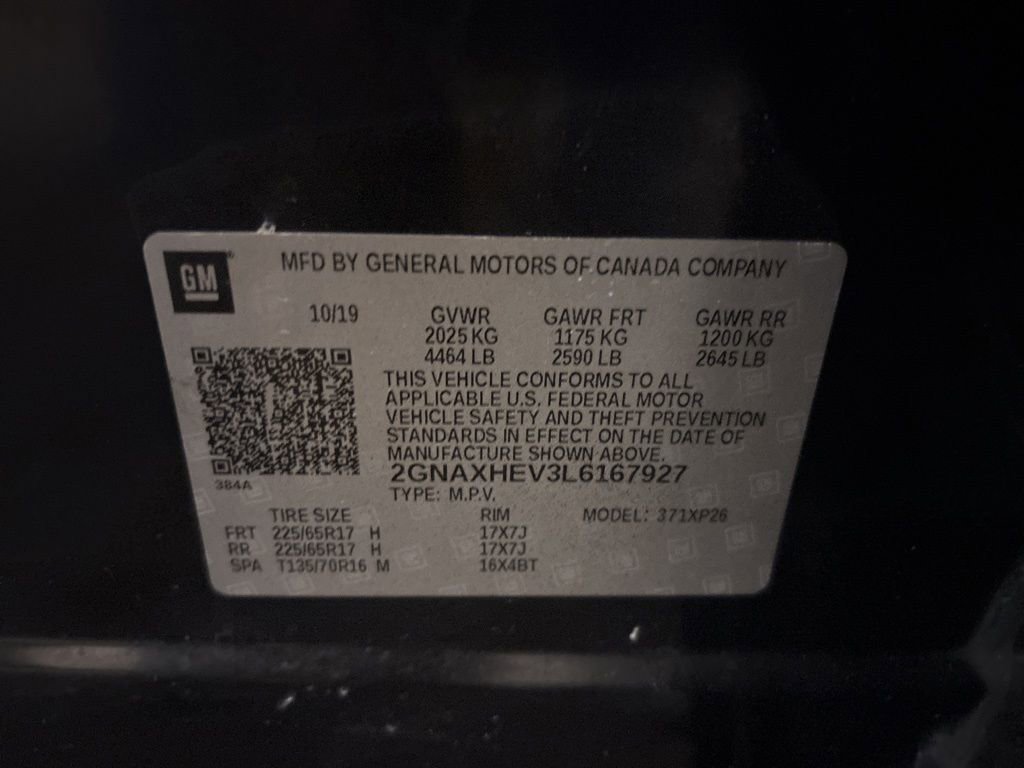 GM
MFD BY GENERAL MOTORS OF CANADA COMPANY
10/19 GVWR GAWR FRT GAWR RR
2025 KG 1175 KG 1200 KG
4464 LB 2590 LB 2645 LB
THIS VEHICLE CONFORMS TO ALL
APPLICABLE U.S. FEDERAL MOTOR
VEHICLE SAFETY AND THEFT PREVENTION
STANDARDS IN EFFECT ON THE DATE OF
MANUFACTURE SHOWN ABOVE.
2GNAXHEV3L6167927
384A
TYPE: M.P.V.
TIRE SIZE RIM MODEL: 371XP26
FRT 225/65R17 H 17X7J
RR 225/65R17 H 17X7J
SPA T135/70R16 M 16X4BT